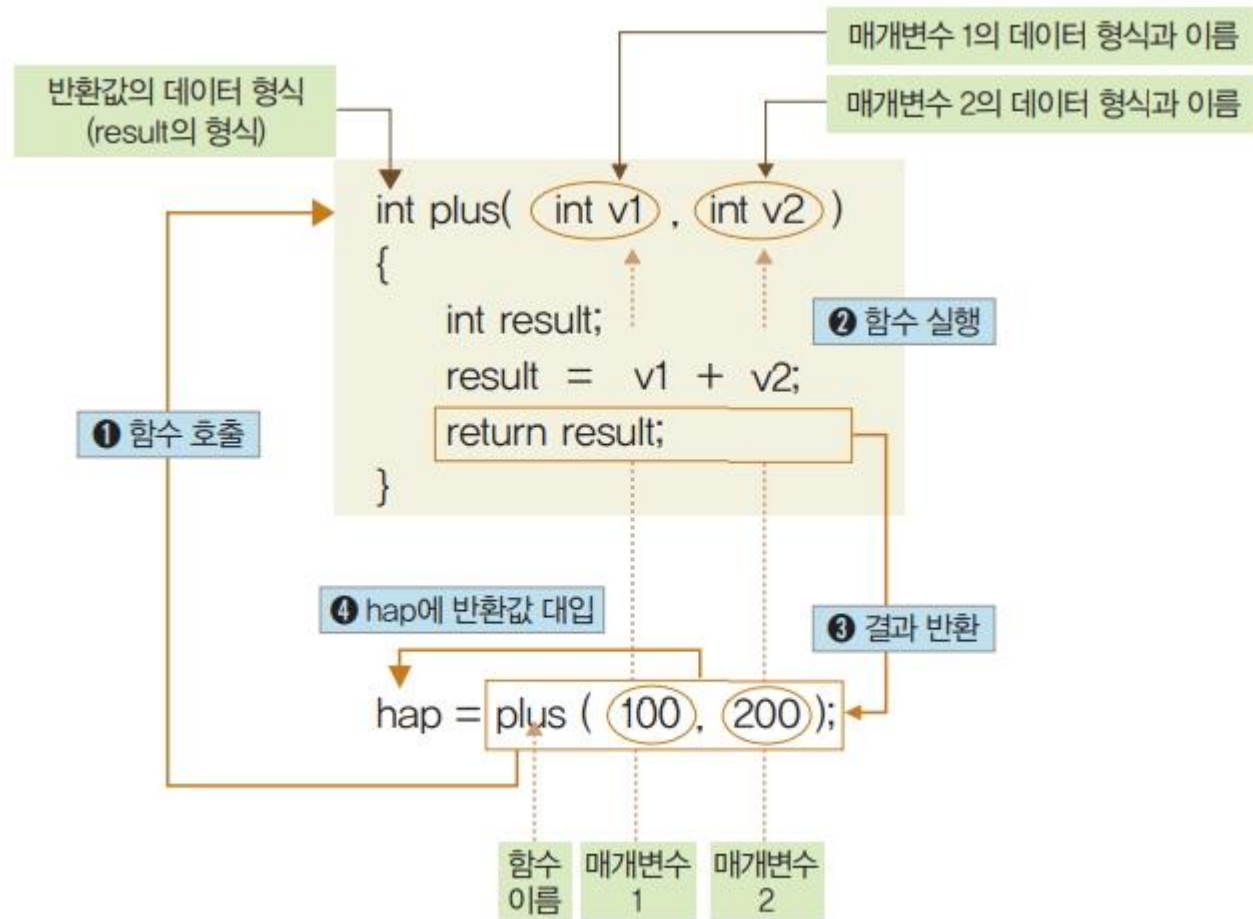 매개변수 1의 데이터 형식과 이름
반환값의 데이터 형식
(result의 형식)
매개변수 2의 데이터 형식과 이름
int plus( int v1 , int v2 )
{
int result;
❷ 함수 실행
result = v1 + v2;
❶ 함수 호출
return result;
}
❹ hap에 반환값 대입
❸ 결과 반환
hap = plus ( 100, 200 );
함수
이름
매개변수
1
매개변수
2